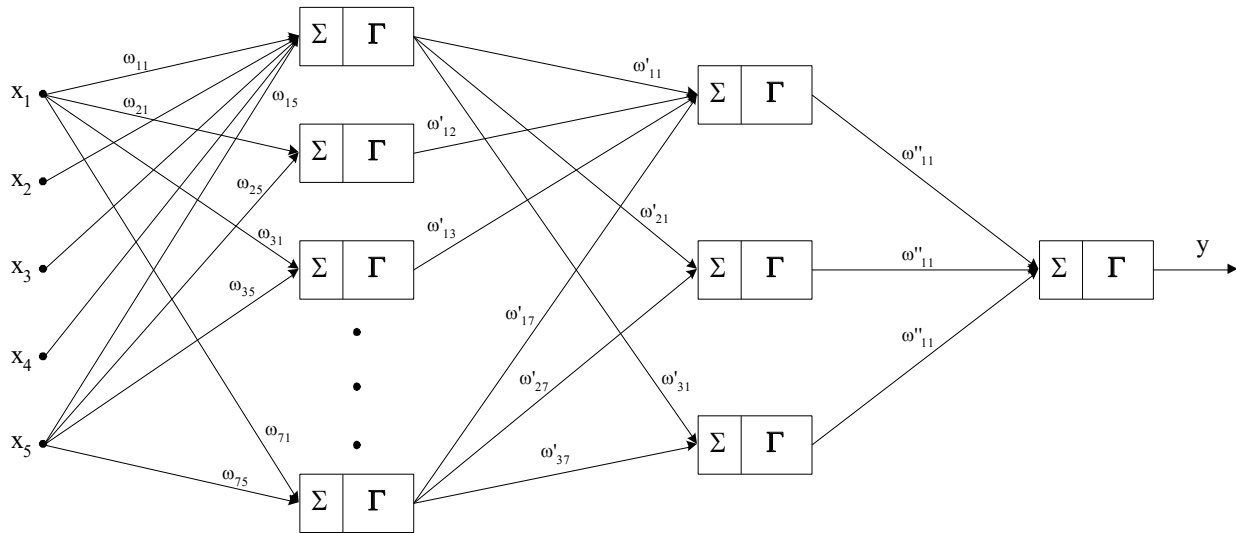 Σ Γ
ω11
ω'11
Σ Γ
x1
ω21
ω15
ω'12
Σ Γ
ω''11
x2
ω25
ω'21
ω31
ω'13
Σ Γ
Σ Γ
ω''11
Σ Γ
y
x3
ω35
ω'17
ω''11
x4
ω'27
ω'31
x5
ω71
Σ Γ
ω'37
ω75
Σ Γ